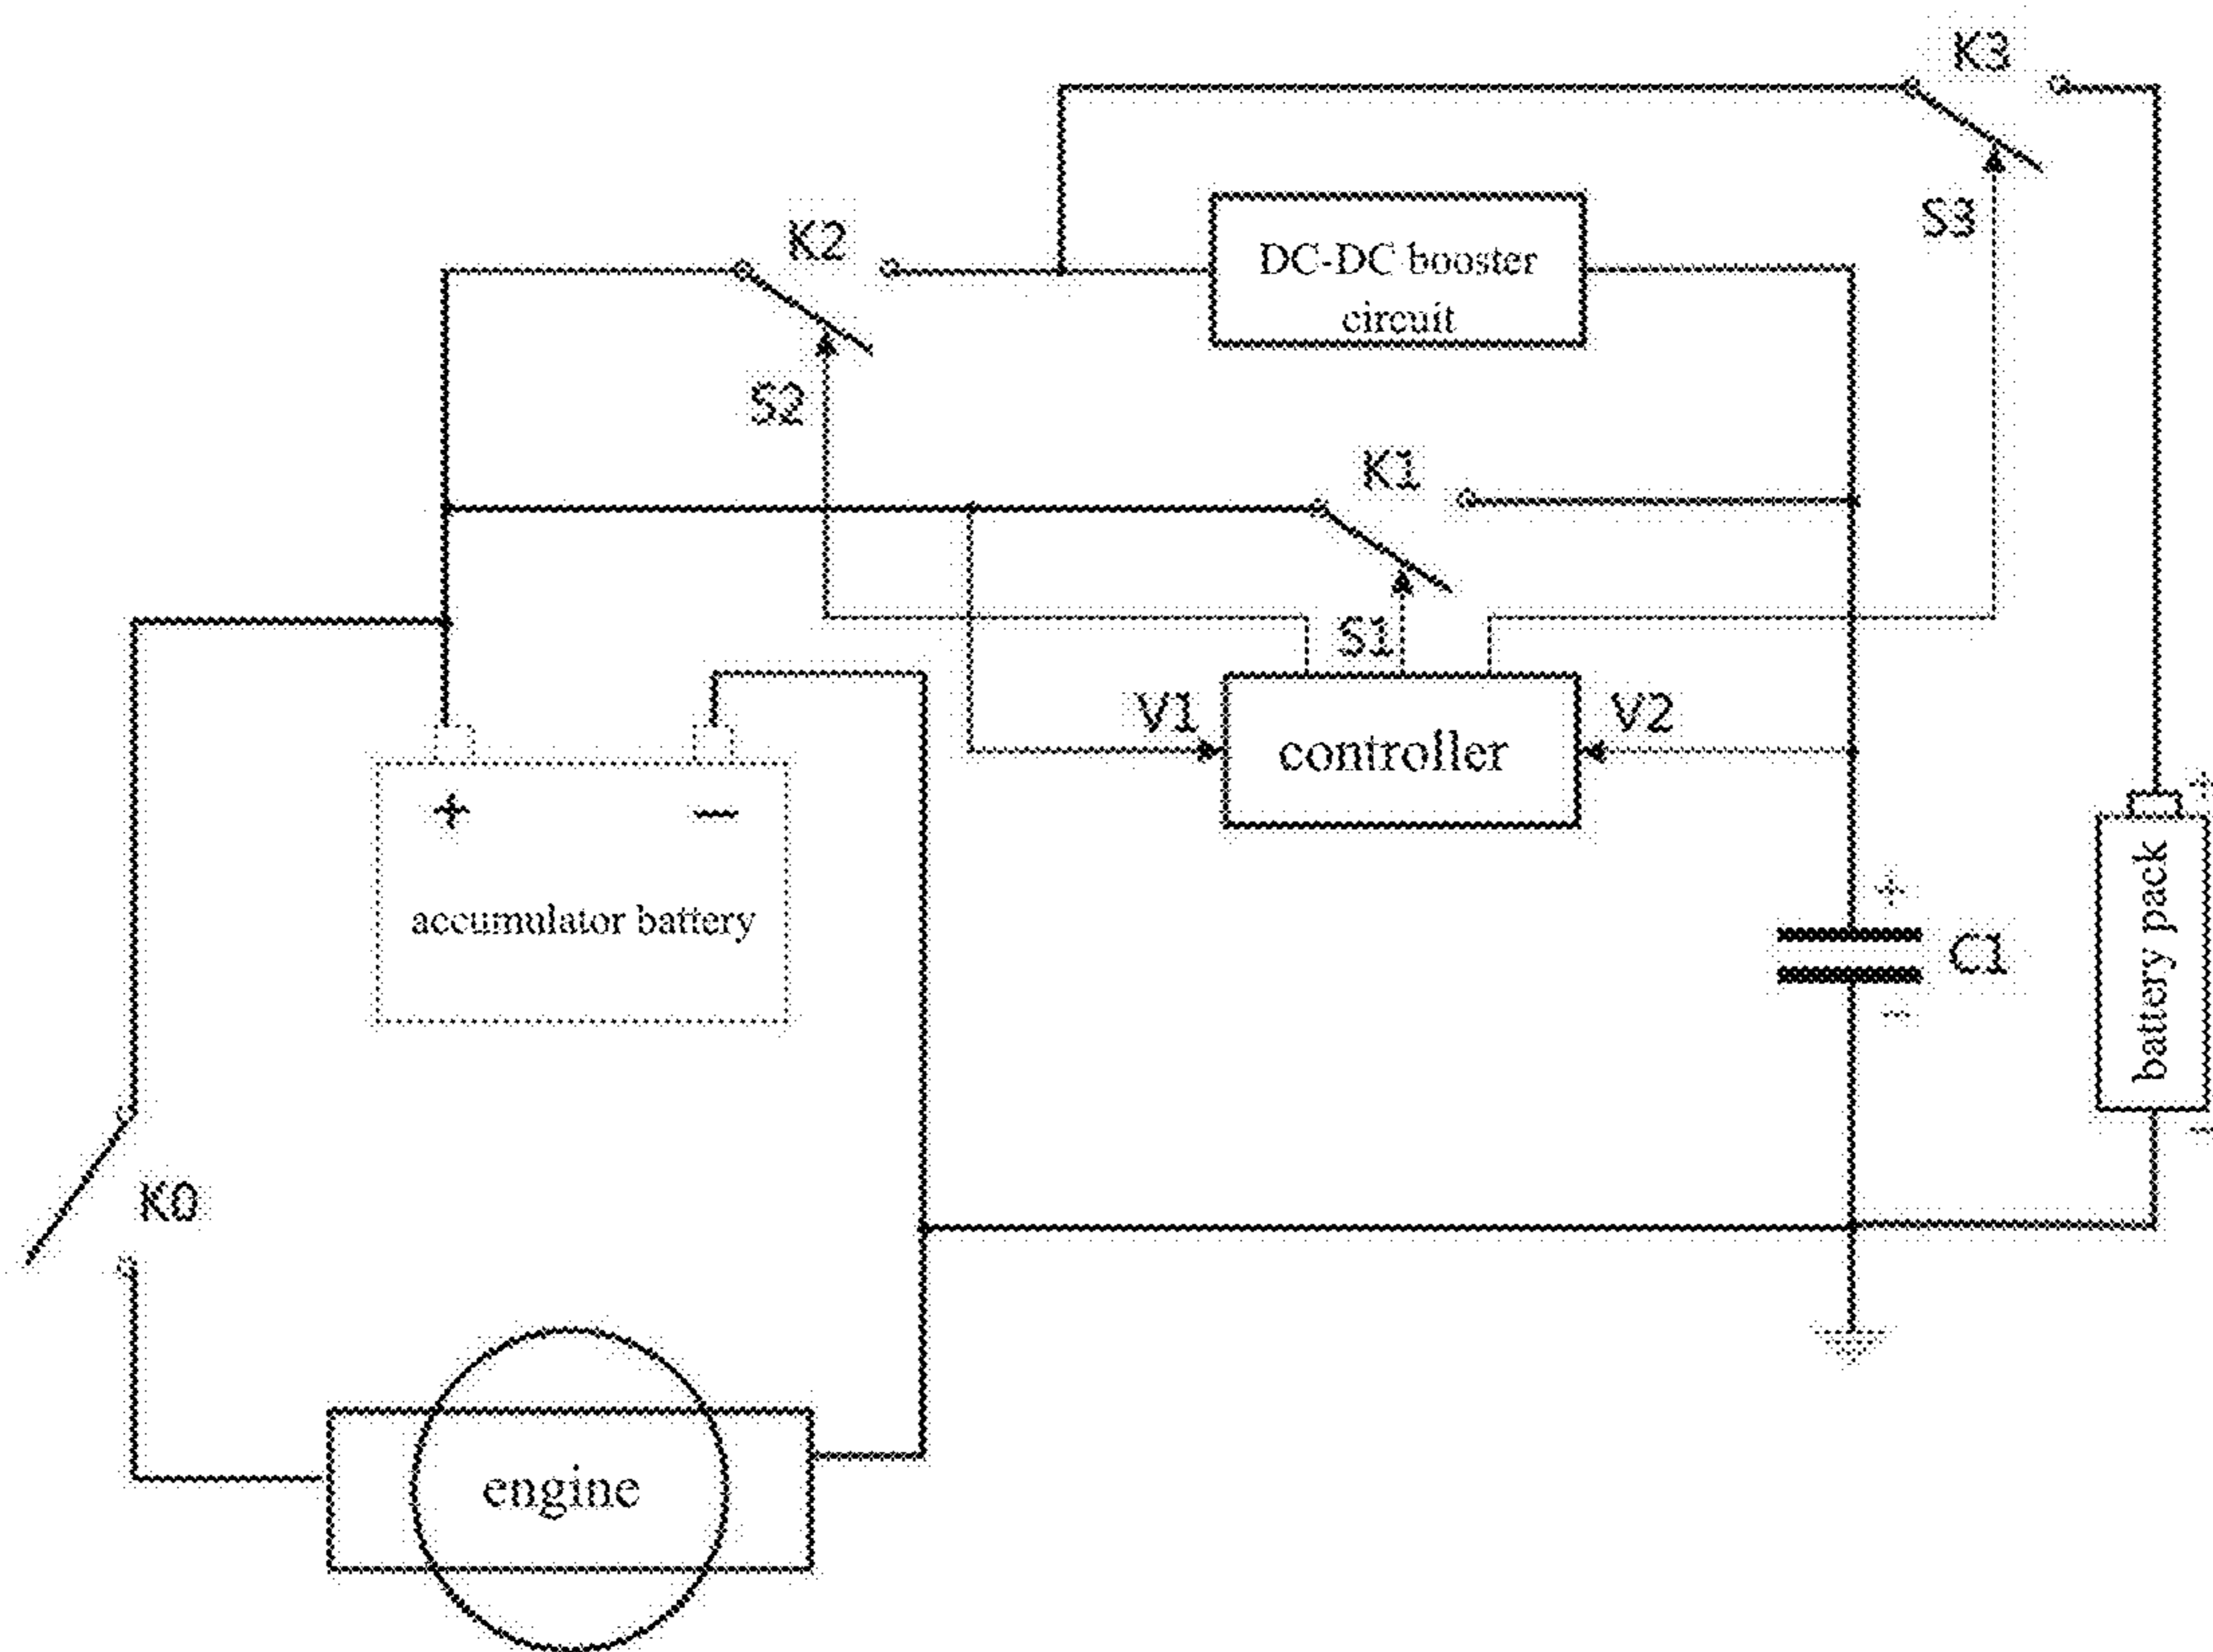 K3
K2
S3
DC-DC booster
circuit
S2
K1
S1
V1
V2
controller
+
−
+
+
accumulator battery
C1
battery pack
−
−
K0
engine